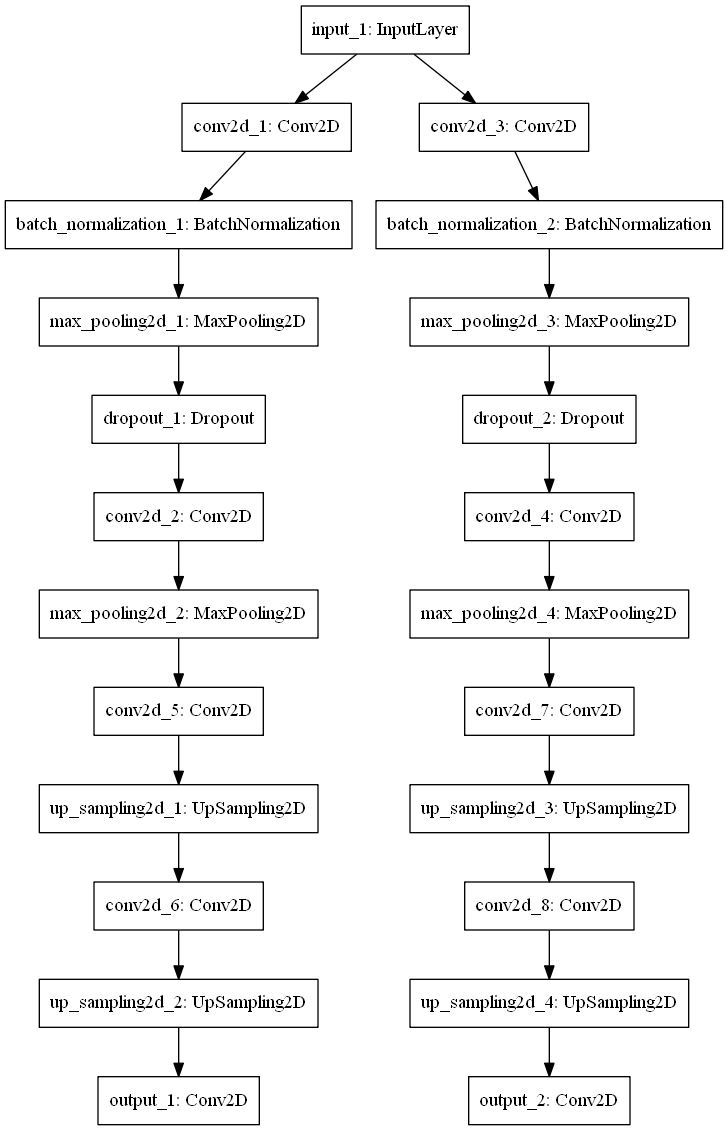 input_1: InputLayer
conv2d_1: Conv2D
conv2d_3: Conv2D
batch_normalization_1: BatchNormalization
batch_normalization_2: BatchNormalization
max_pooling2d_1: MaxPooling2D
max_pooling2d_3: MaxPooling2D
dropout_1: Dropout
dropout_2: Dropout
conv2d_2: Conv2D
conv2d_4: Conv2D
max_pooling2d_2: MaxPooling2D
max_pooling2d_4: MaxPooling2D
conv2d_5: Conv2D
conv2d_7: Conv2D
up_sampling2d_1: UpSampling2D
up_sampling2d_3: UpSampling2D
conv2d_6: Conv2D
conv2d_8: Conv2D
up_sampling2d_2: UpSampling2D
up_sampling2d_4: UpSampling2D
output_1: Conv2D
output_2: Conv2D